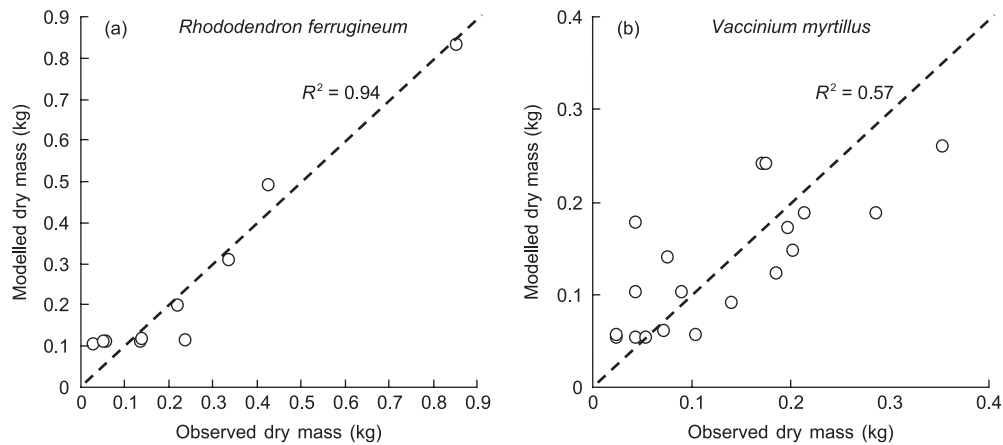 (a) Rhododendron ferrugineum
R² = 0.94
Modelled dry mass (kg)
0.9
0.8
0.7
0.6
0.5
0.4
0.3
0.2
0.1
0
0 0.1 0.2 0.3 0.4 0.5 0.6 0.7 0.8 0.9
Observed dry mass (kg)
(b) Vaccinium myrtillus
R² = 0.57
Modelled dry mass (kg)
0.4
0.3
0.2
0.1
0
0 0.1 0.2 0.3 0.4
Observed dry mass (kg)